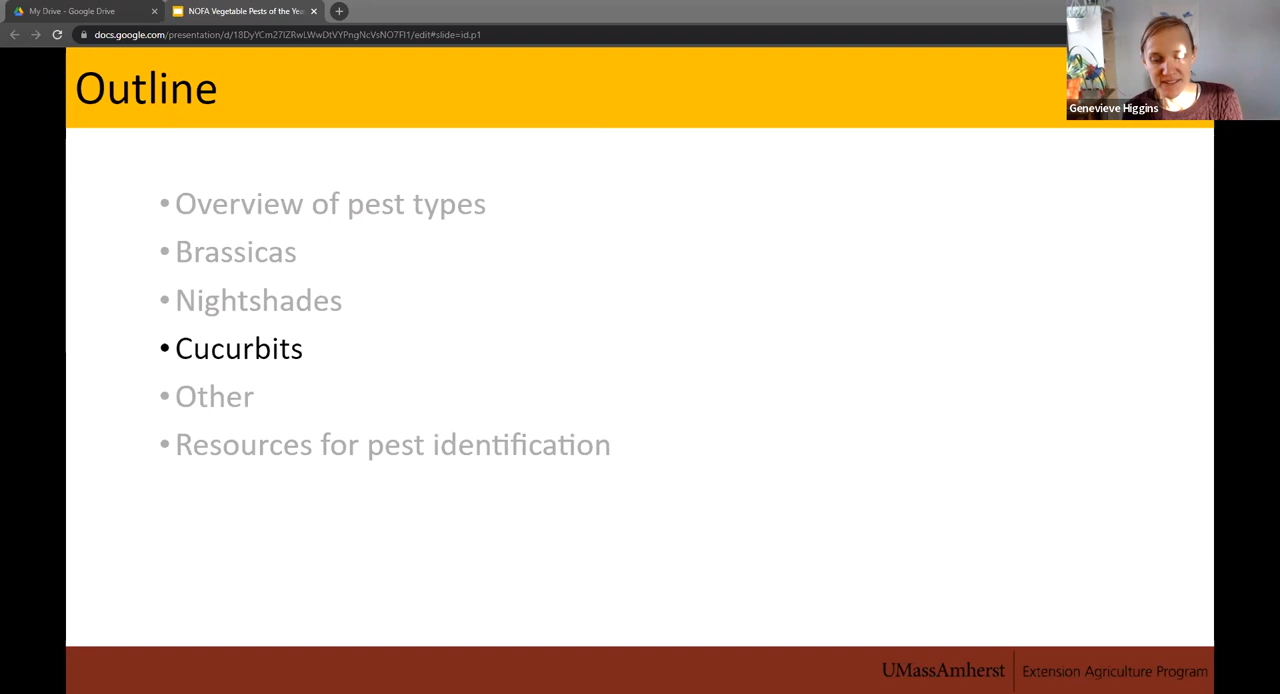 My Drive - Google Drive
NOFA Vegetable Pests of the Yea
docs.google.com/presentation/d/18DyYCm27IZRwLWwDtVYPngNcVsNO7FI1/edit#slide=id.p1
Outline
Genevieve Higgins
• Overview of pest types
• Brassicas
• Nightshades
• Cucurbits
• Other
• Resources for pest identification
UMassAmherst | Extension Agriculture Program